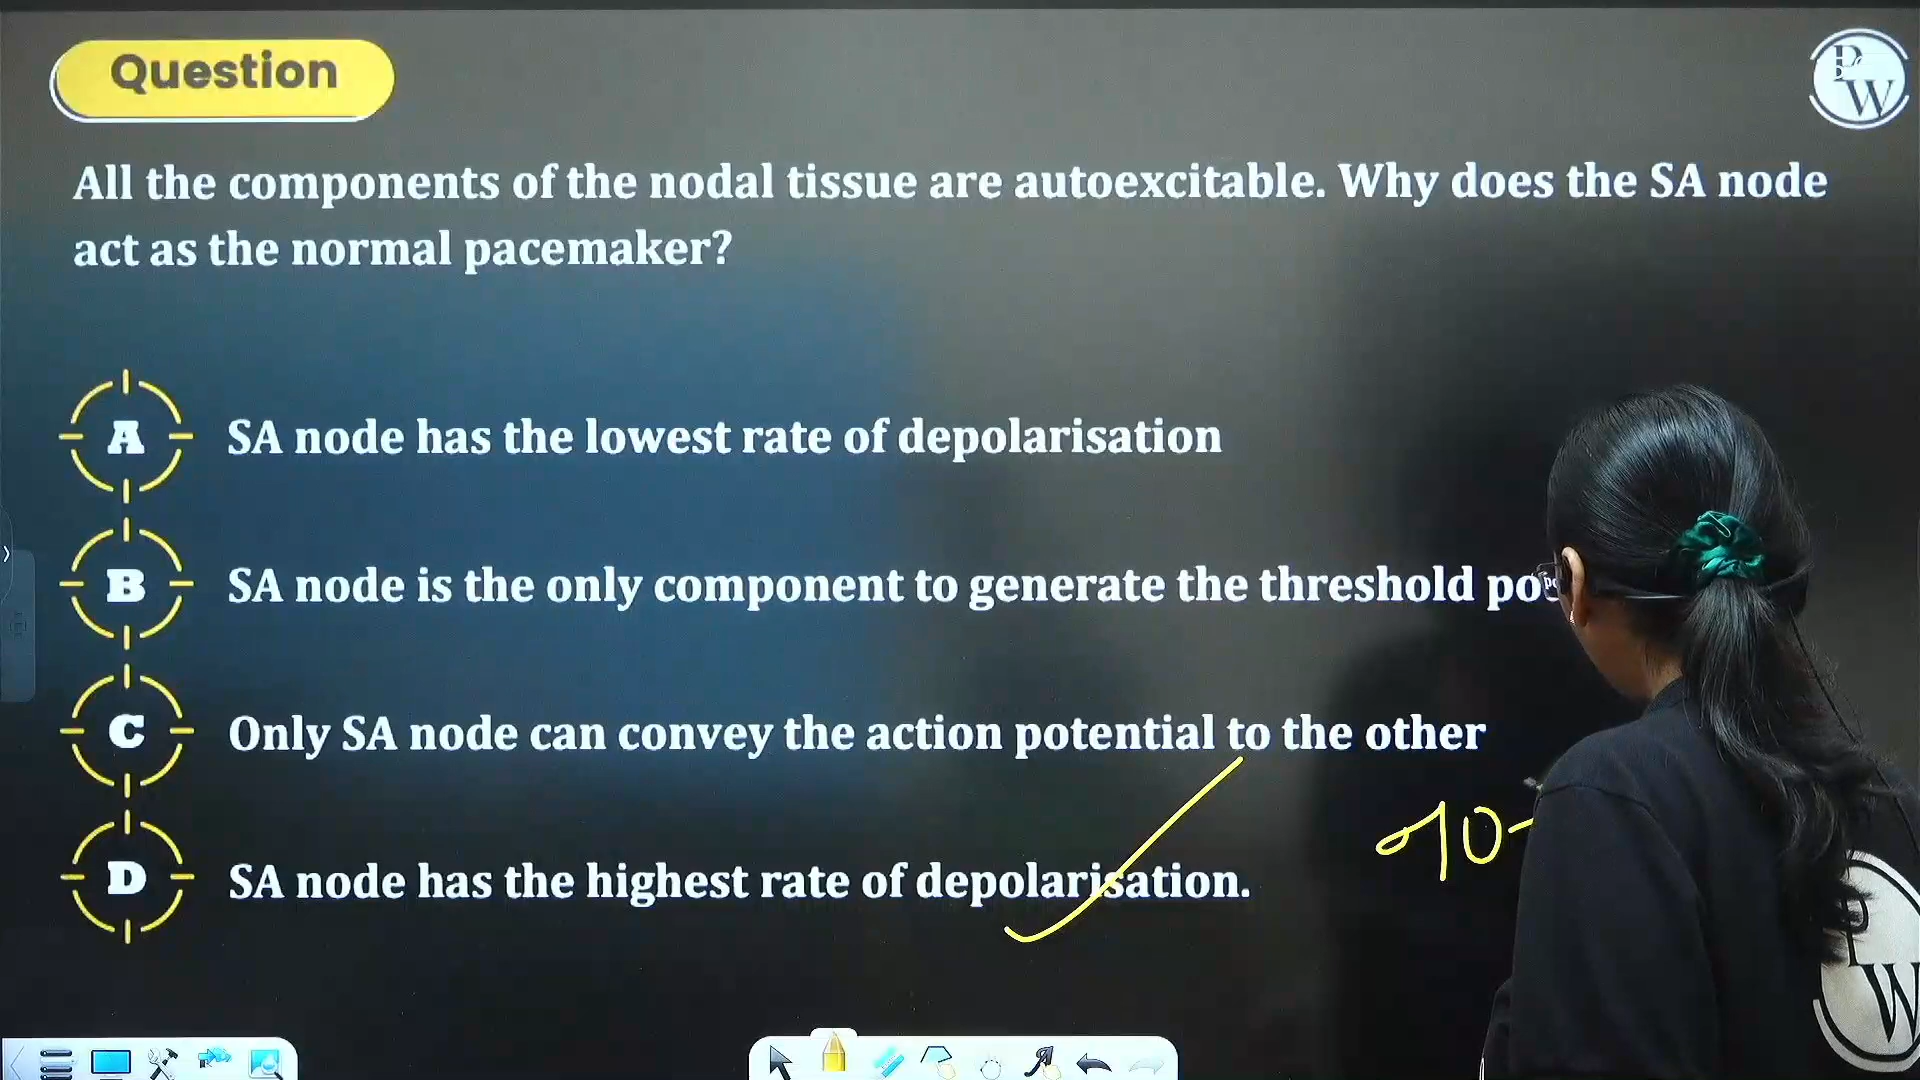 Question
PW
All the components of the nodal tissue are autoexcitable. Why does the SA node
act as the normal pacemaker?
A SA node has the lowest rate of depolarisation
B SA node is the only component to generate the threshold po
C Only SA node can convey the action potential to the other
D SA node has the highest rate of depolarisation.
70-
PW